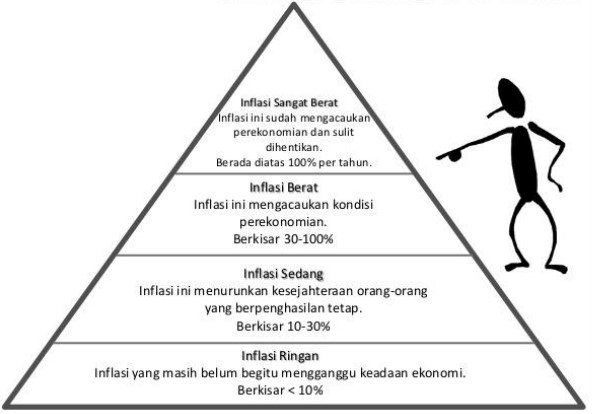 Inflasi Sangat Berat
Inflasi ini sudah mengacaukan
perekonomian dan sulit
dihentikan.
Berada diatas 100% per tahun.
Inflasi Berat
Inflasi ini mengacaukan kondisi
perekonomian.
Berkisar 30-100%
Inflasi Sedang
Inflasi ini menurunkan kesejahteraan orang-orang
yang berpenghasilan tetap.
Berkisar 10-30%
Inflasi Ringan
Inflasi yang masih belum begitu mengganggu keadaan ekonomi.
Berkisar < 10%